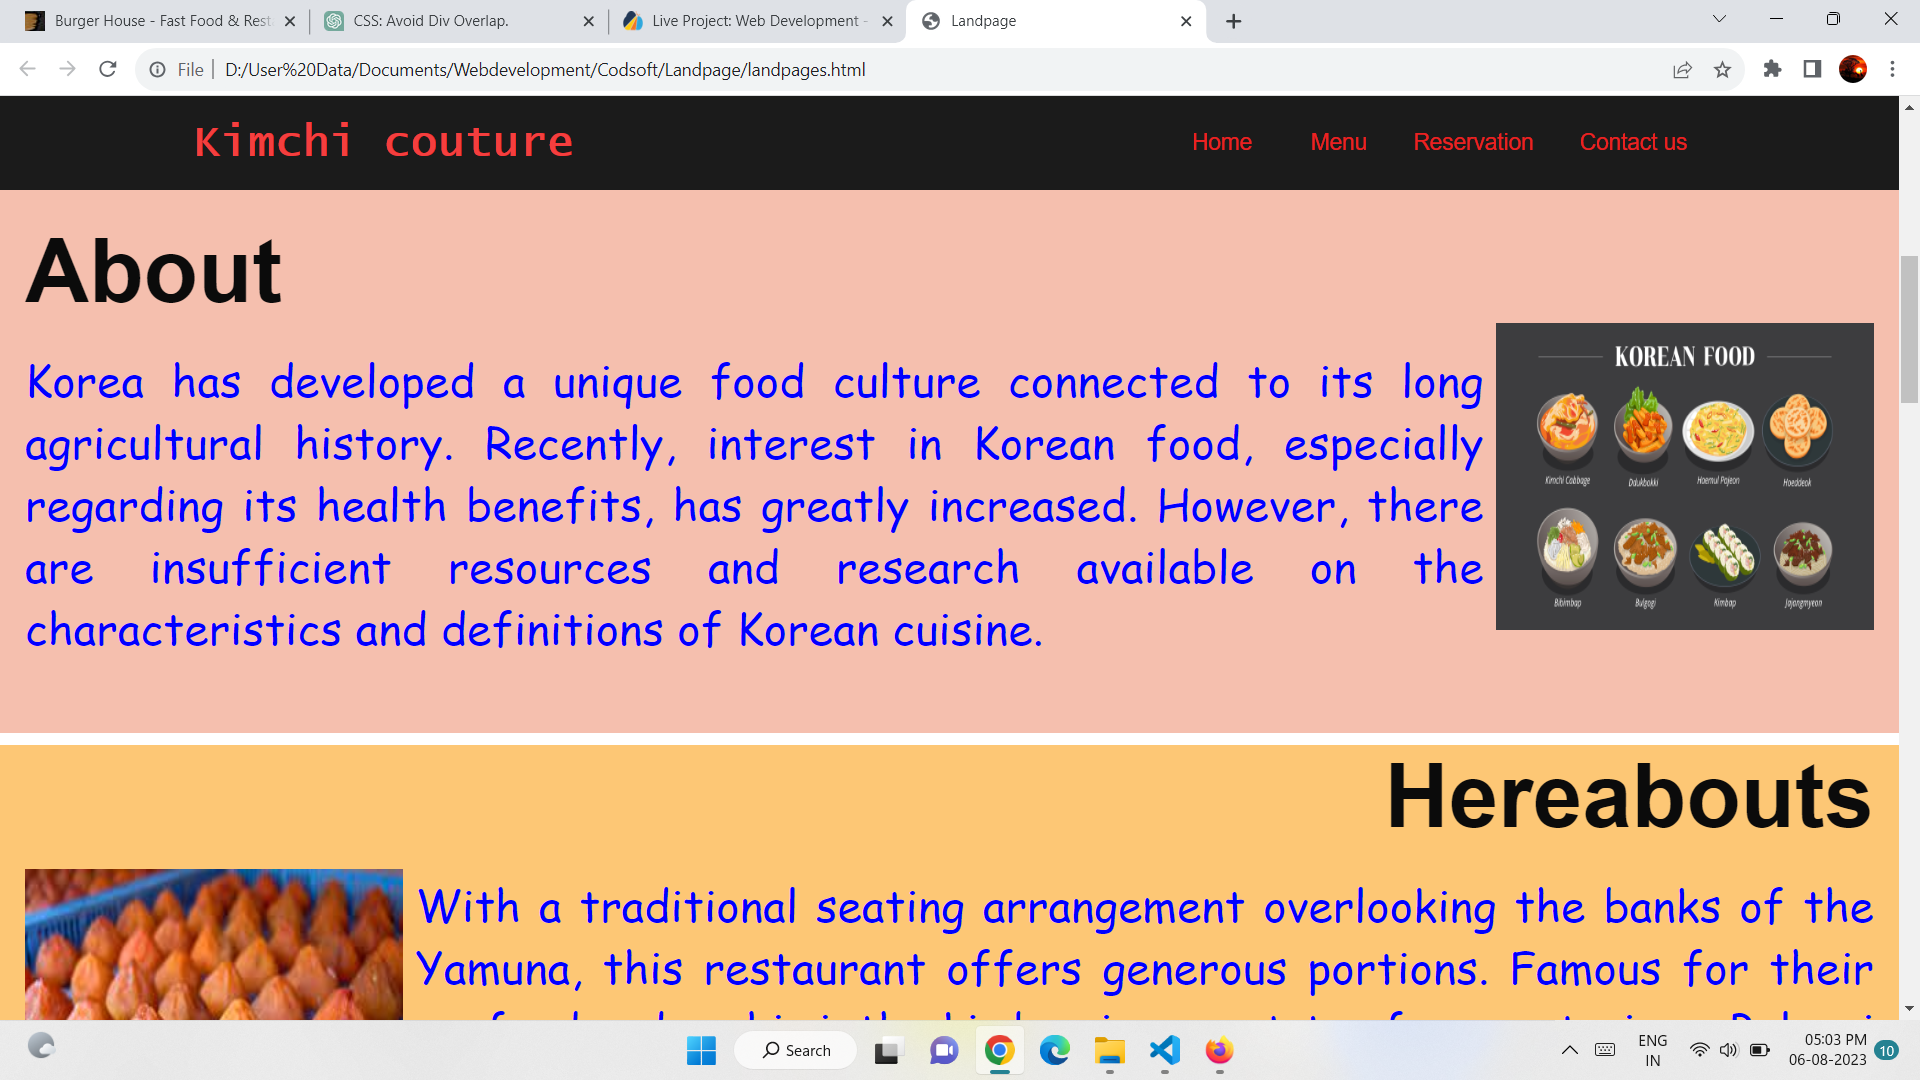 Burger House - Fast Food & Rest
CSS: Avoid Div Overlap.
Live Project: Web Development -
Landpage
File
D:/User%20Data/Documents/Webdevelopment/Codsoft/Landpage/landpages.html
Kimchi couture
Home Menu Reservation Contact us
About
Korea has developed a unique food culture connected to its long
agricultural history. Recently, interest in Korean food, especially
regarding its health benefits, has greatly increased. However, there
are insufficient resources and research available on the
characteristics and definitions of Korean cuisine.
KOREAN FOOD
Kimchi Cabbage Ddukbokki Haemul Pajeon Hoeddeok
Bibimbap Bulgogi Kimbap Jajangmyeon
Hereabouts
With a traditional seating arrangement overlooking the banks of the
Yamuna, this restaurant offers generous portions. Famous for their
Search
ENG
IN
05:03 PM
06-08-2023
10